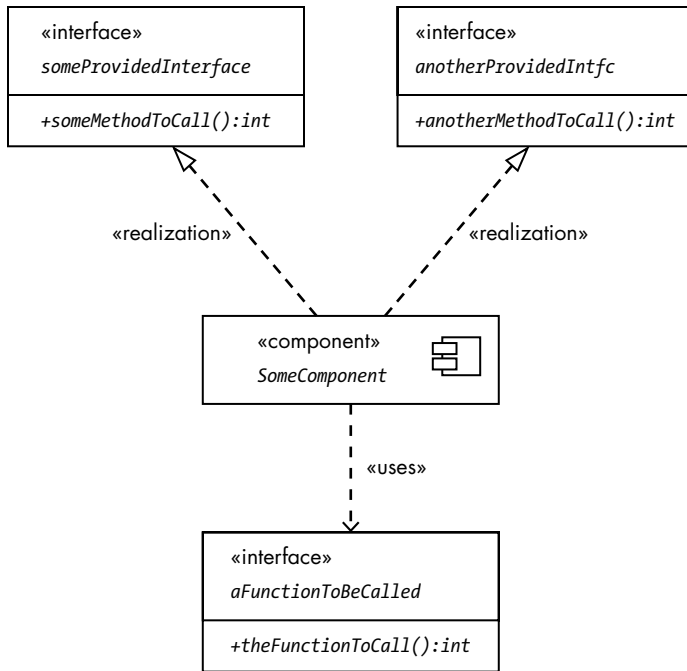 «interface»
someProvidedInterface
+someMethodToCall():int
«interface»
anotherProvidedIntfc
+anotherMethodToCall():int
«realization»
«realization»
«component»
SomeComponent
«uses»
«interface»
aFunctionToBeCalled
+theFunctionToCall():int